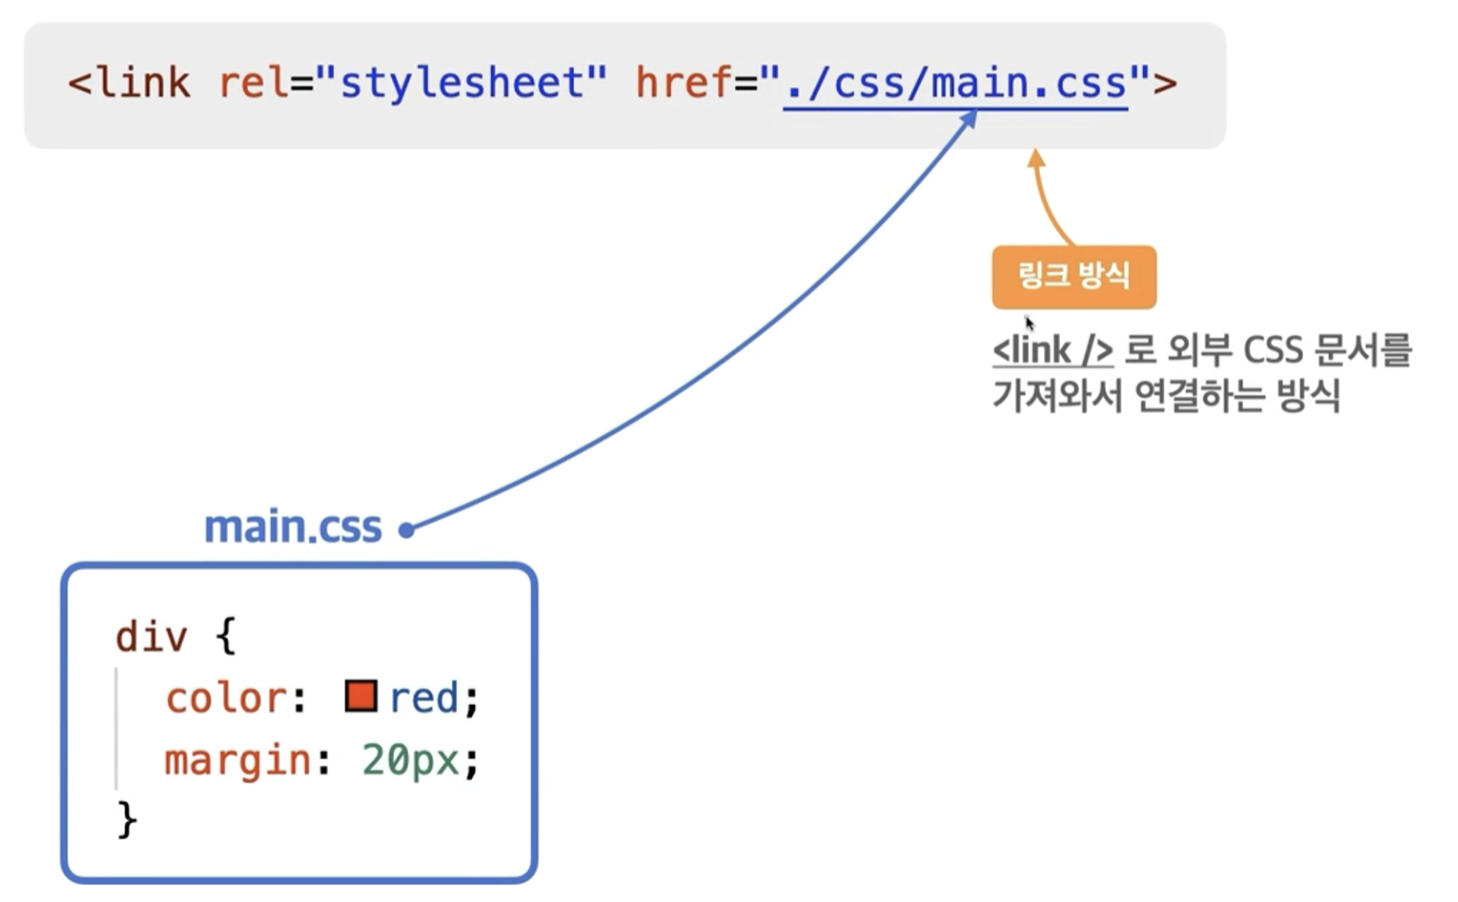 <link rel="stylesheet" href="./css/main.css">
링크 방식
<link /> 로 외부 CSS 문서를
가져와서 연결하는 방식
main.css
div {
color: red;
margin: 20px;
}